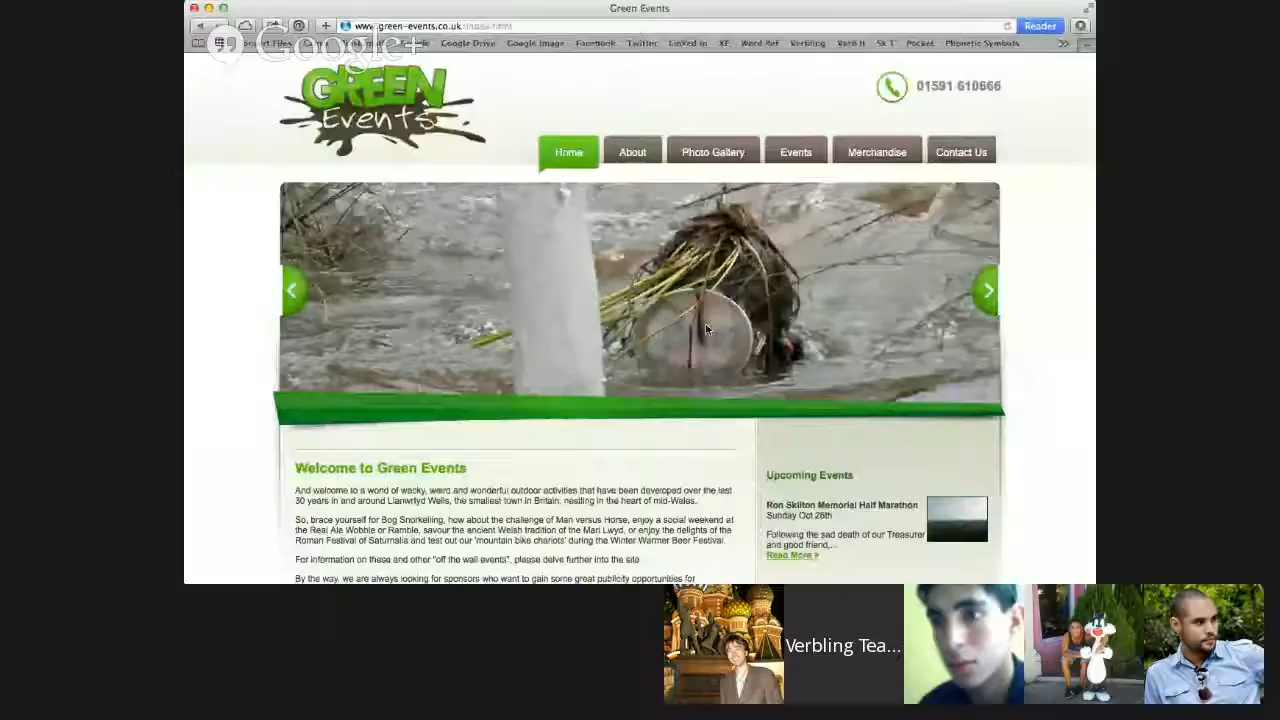 Green Events
www.green-events.co.uk
Reader
Google+
Google Drive
Google Image
Facebook
Twitter
Linked In
Word Ref
Verbling
Pocket
Phonetic Symbols
GREEN
Events
01591 610666
Home
About
Photo Gallery
Events
Merchandise
Contact Us
Welcome to Green Events
And welcome to a world of wacky, weird and wonderful outdoor activities that have been developed over the last
30 years in and around Llanwrtyd Wells, the smallest town in Britain, nestling in the heart of mid-Wales.
So, brace yourself for Bog Snorkelling, how about the challenge of Man versus Horse, enjoy a social weekend at
the Real Ale Wobble or Ramble, savour the ancient Welsh tradition of the Mari Lwyd, or enjoy the delights of the
Roman Festival of Saturnalia and test out our 'mountain bike chariots' during the Winter Warmer Beer Festival.
For information on these and other "off the wall events", please delve further into the site
By the way, we are always looking for sponsors who want to gain some great publicity opportunities for
Upcoming Events
Ron Skilton Memorial Half Marathon
Sunday Oct 28th
Following the sad death of our Treasurer
and good friend,...
Read More >
Verbling Tea...